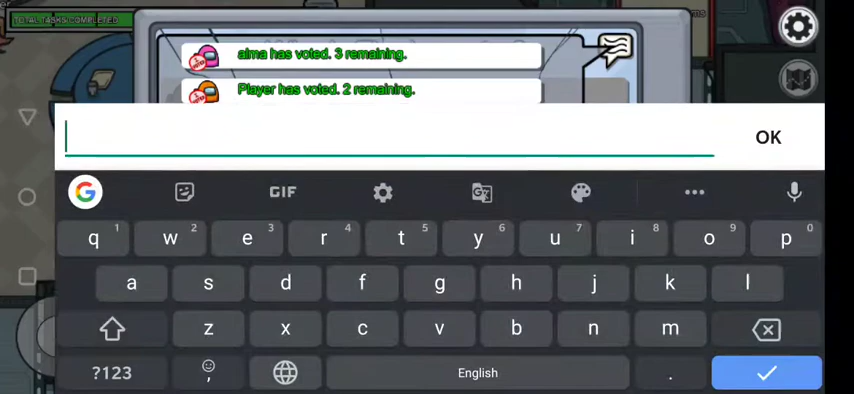 TOTAL TASKS COMPLETED
aima has voted. 3 remaining.
Player has voted. 2 remaining.
OK
G
GIF
q 1 w 2 e 3 r 4 t 5 y 6 u 7 i 8 o 9 p 0
a s d f g h j k l
z x c v b n m
?123 , English .